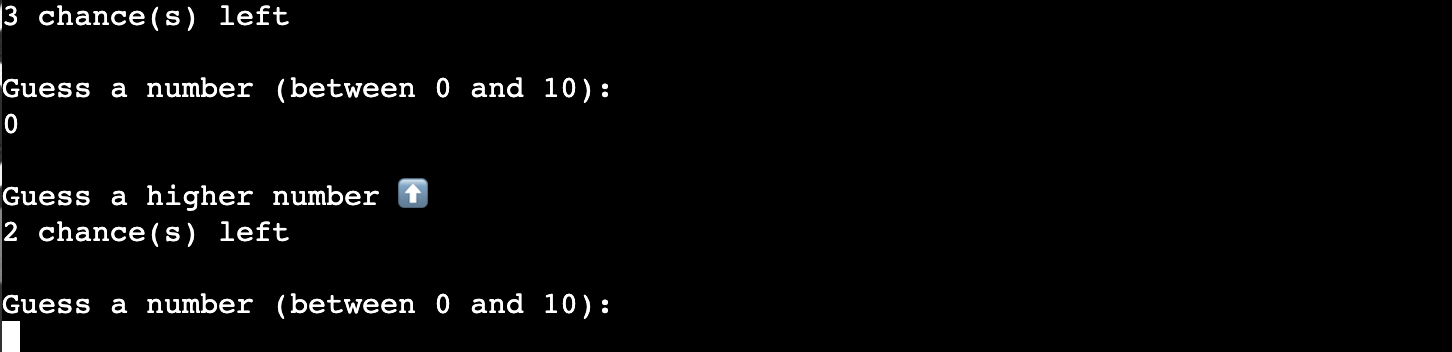 3 chance(s) left
Guess a number (between 0 and 10):
0
Guess a higher number ⬆️
2 chance(s) left
Guess a number (between 0 and 10):